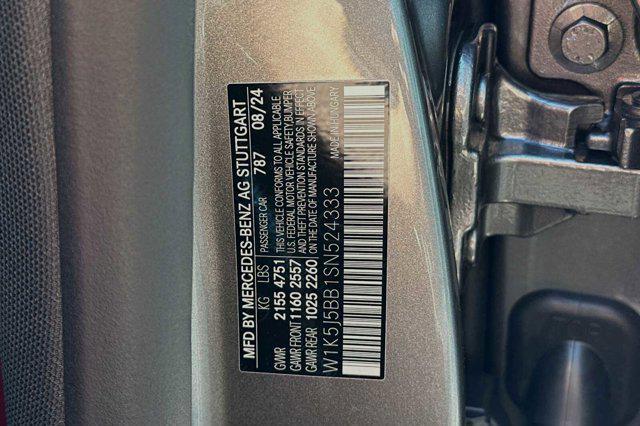 MFD BY MERCEDES-BENZ AG STUTTGART
PASSENGER CAR 787 08/24
KG LBS
GVWR 2155 4751
GAWR FRONT 1160 2557
GAWR REAR 1025 2260
THIS VEHICLE CONFORMS TO ALL APPLICABLE
U.S. FEDERAL MOTOR VEHICLE SAFETY, BUMPER
AND THEFT PREVENTION STANDARDS IN EFFECT
ON THE DATE OF MANUFACTURE SHOWN ABOVE
MADE IN HUNGARY
W1K5J5BB1SN524333